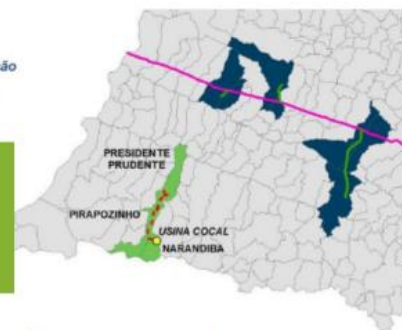 ão
PRESIDENTE
PRUDENTE
PIRAPOZINHO
USINA COCAL
NARANDIBA